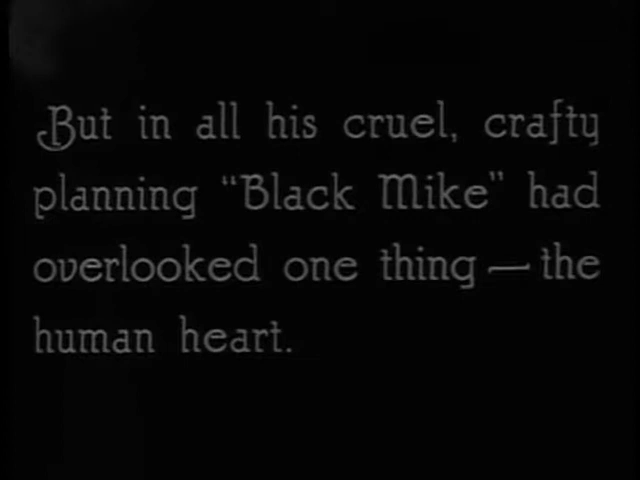 But in all his cruel, crafty
planning "Black Mike" had
overlooked one thing — the
human heart.